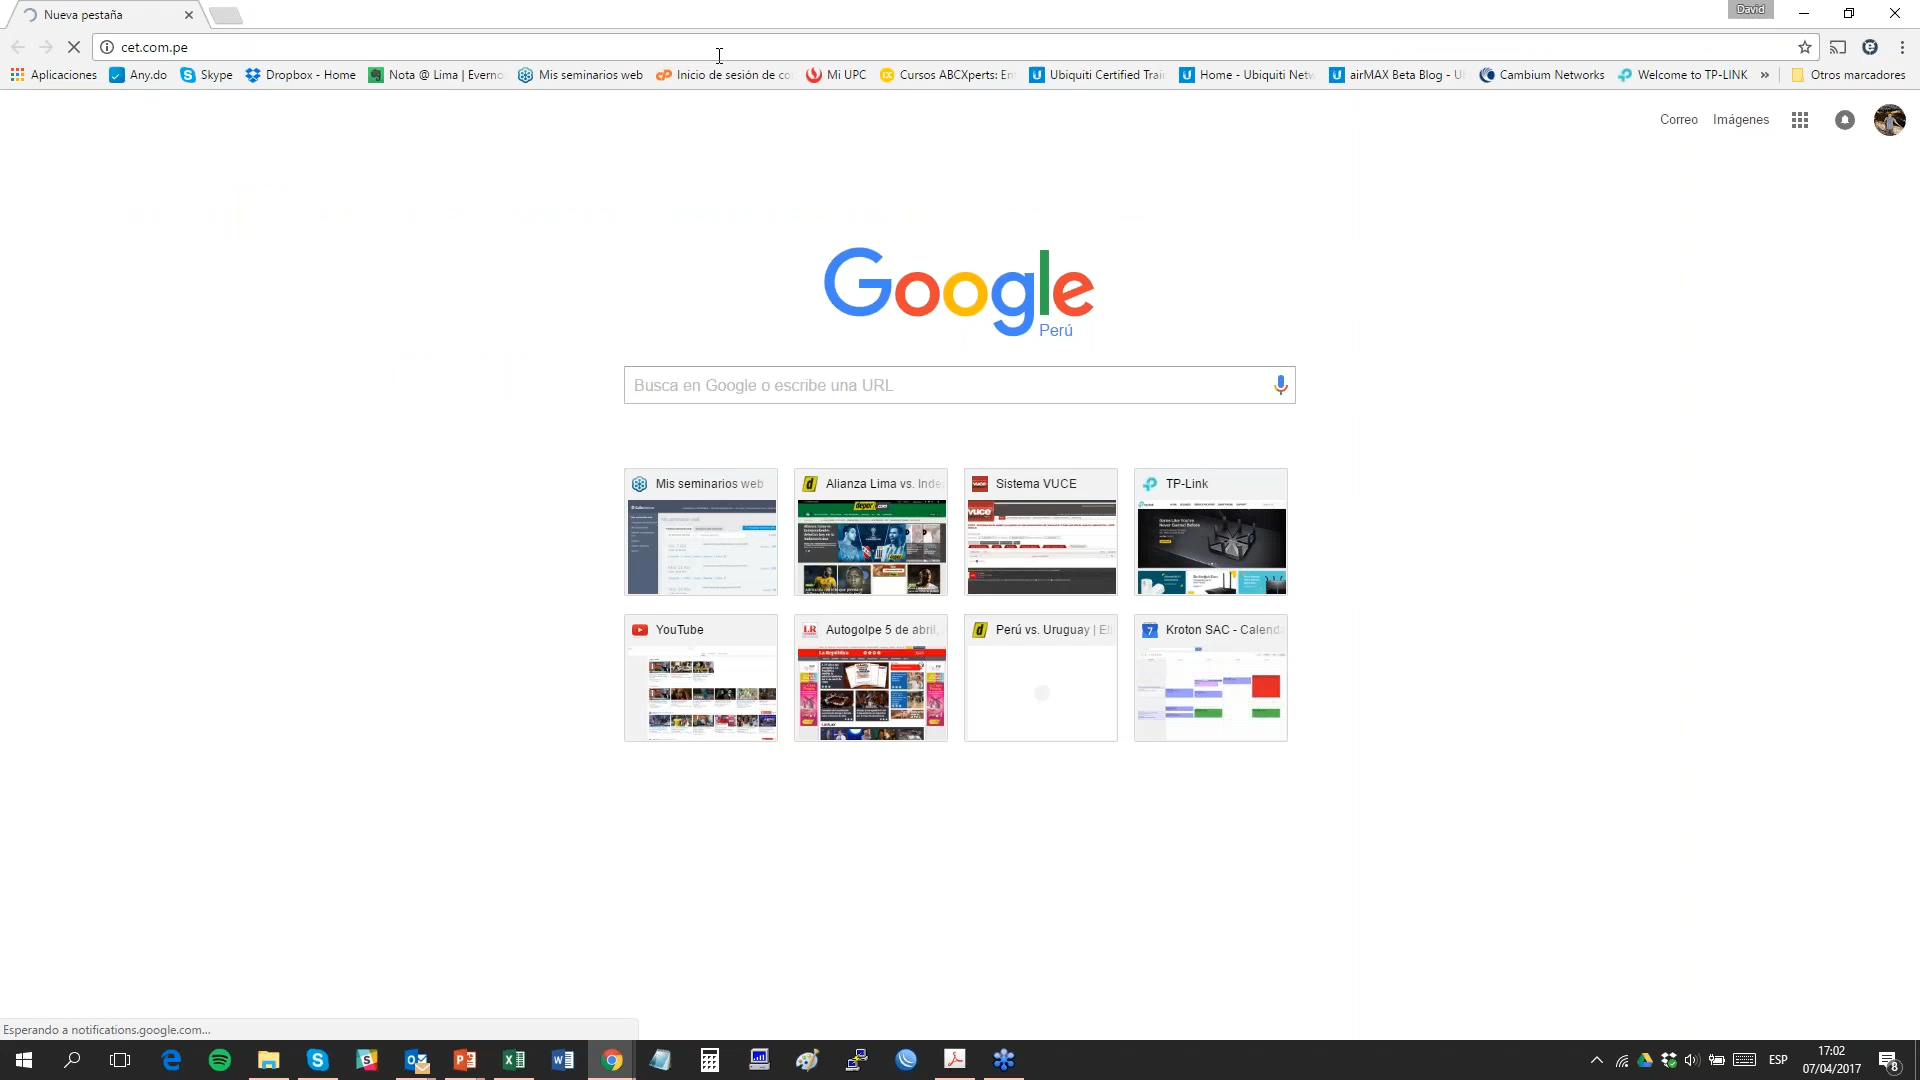 Nueva pestaña
David
cet.com.pe
Aplicaciones Any.do Skype Dropbox - Home Nota @ Lima | Everno Mis seminarios web Inicio de sesión de co Mi UPC Cursos ABCXperts: En Ubiquiti Certified Trai Home - Ubiquiti Netw airMAX Beta Blog - U Cambium Networks Welcome to TP-LINK » Otros marcadores
Correo Imágenes
Google
Perú
Busca en Google o escribe una URL
Mis seminarios web Alianza Lima vs. Inde Sistema VUCE TP-Link
YouTube Autogolpe 5 de abril, Perú vs. Uruguay | El Kroton SAC - Calend
Esperando a notifications.google.com...
ESP
17:02
07/04/2017
8